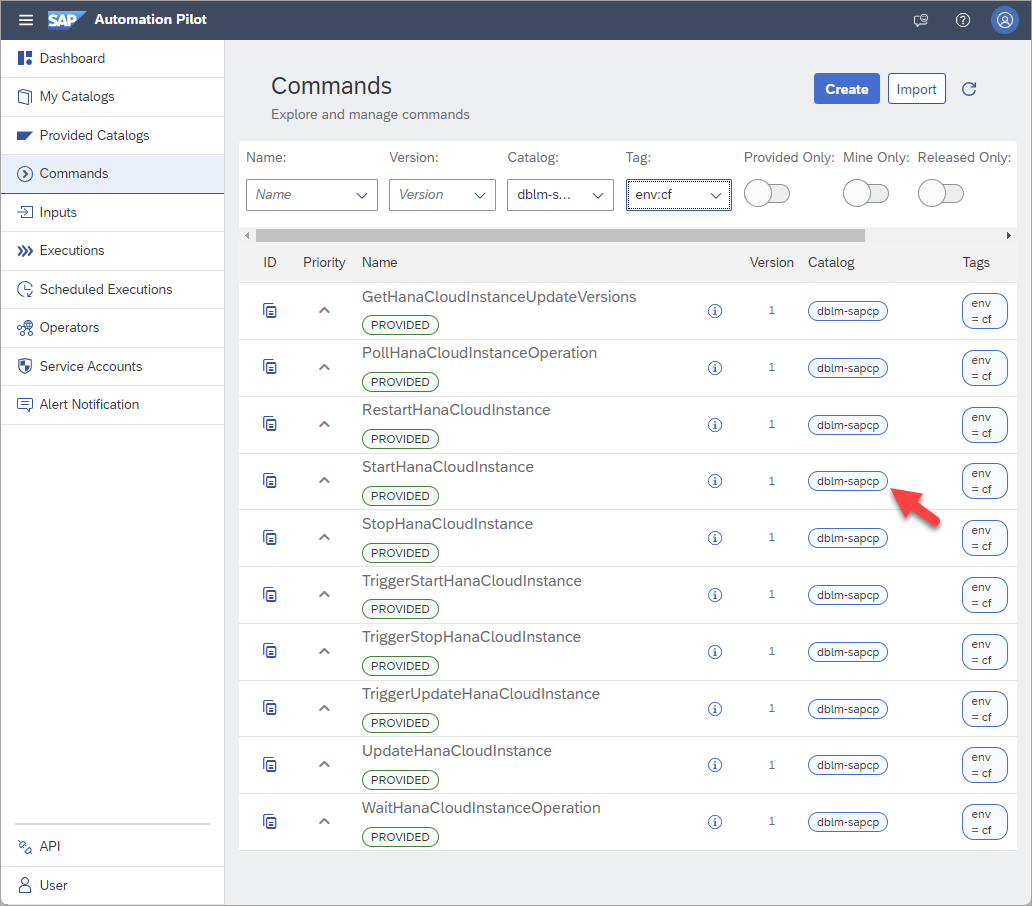 SAP Automation Pilot
Dashboard
My Catalogs
Provided Catalogs
Commands
Inputs
Executions
Scheduled Executions
Operators
Service Accounts
Alert Notification
API
User
Commands
Explore and manage commands
Create
Import
Name:
Version:
Catalog:
Tag:
Provided Only:
Mine Only:
Released Only:
Name
Version
dblm-s...
env:cf
ID Priority Name Version Catalog Tags
GetHanaCloudInstanceUpdateVersions
PROVIDED
1
dblm-sapcp
env
= cf
PollHanaCloudInstanceOperation
PROVIDED
1
dblm-sapcp
env
= cf
RestartHanaCloudInstance
PROVIDED
1
dblm-sapcp
env
= cf
StartHanaCloudInstance
PROVIDED
1
dblm-sapcp
env
= cf
StopHanaCloudInstance
PROVIDED
1
dblm-sapcp
env
= cf
TriggerStartHanaCloudInstance
PROVIDED
1
dblm-sapcp
env
= cf
TriggerStopHanaCloudInstance
PROVIDED
1
dblm-sapcp
env
= cf
TriggerUpdateHanaCloudInstance
PROVIDED
1
dblm-sapcp
env
= cf
UpdateHanaCloudInstance
PROVIDED
1
dblm-sapcp
env
= cf
WaitHanaCloudInstanceOperation
PROVIDED
1
dblm-sapcp
env
= cf